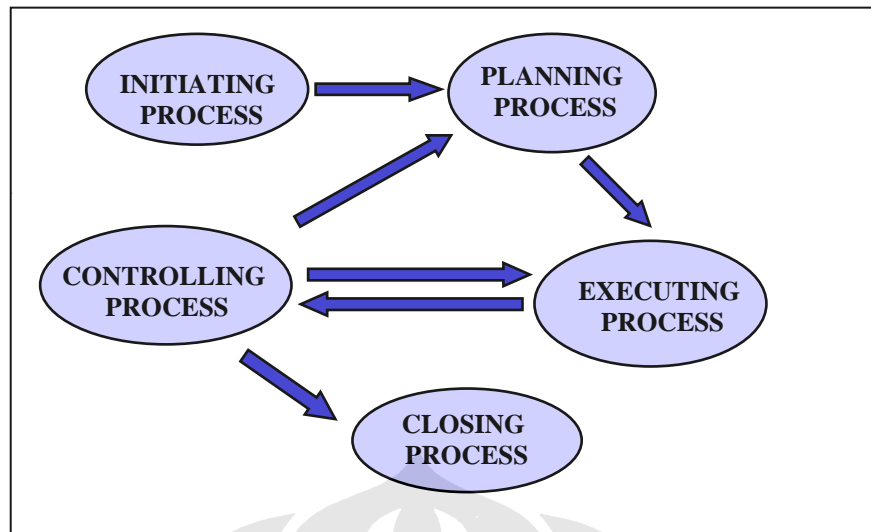 INITIATING
PROCESS
PLANNING
PROCESS
CONTROLLING
PROCESS
EXECUTING
PROCESS
CLOSING
PROCESS